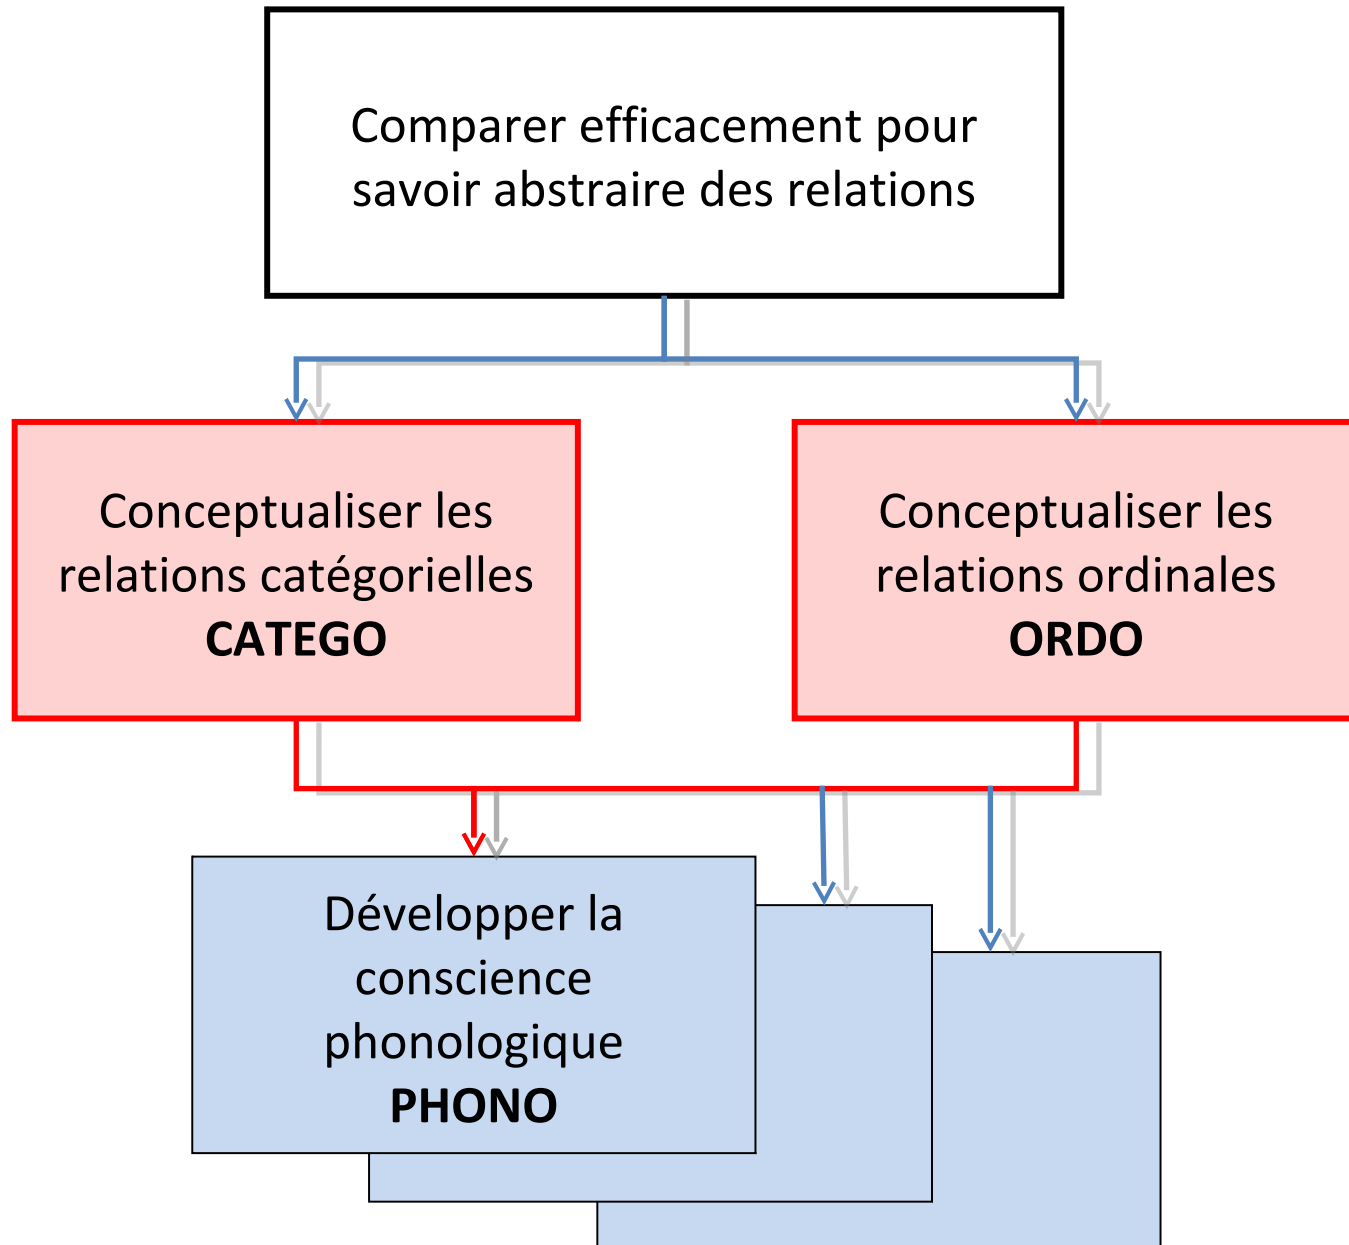 Comparer efficacement pour
savoir abstraire des relations
Conceptualiser les
relations catégorielles
CATEGO
Conceptualiser les
relations ordinales
ORDO
Développer la
conscience
phonologique
PHONO